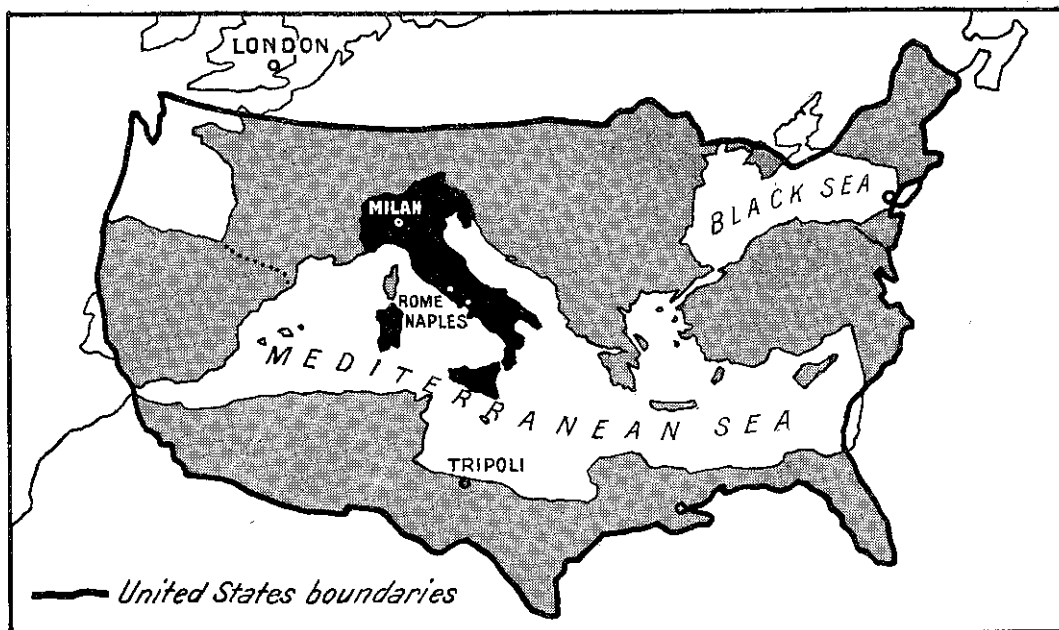 LONDON
BLACK SEA
MILAN
ROME
NAPLES
MEDITERRANEAN SEA
TRIPOLI
United States boundaries